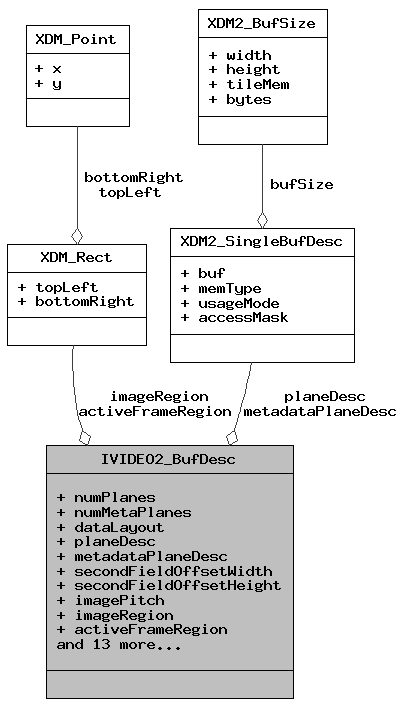 XDM_Point
+ x
+ y
XDM2_BufSize
+ width
+ height
+ tileMem
+ bytes
bottomRight
topLeft
bufSize
XDM_Rect
+ topLeft
+ bottomRight
XDM2_SingleBufDesc
+ buf
+ memType
+ usageMode
+ accessMask
imageRegion
activeFrameRegion
planeDesc
metadataPlaneDesc
IVIDEO2_BufDesc
+ numPlanes
+ numMetaPlanes
+ dataLayout
+ planeDesc
+ metadataPlaneDesc
+ secondFieldOffsetWidth
+ secondFieldOffsetHeight
+ imagePitch
+ imageRegion
+ activeFrameRegion
and 13 more...